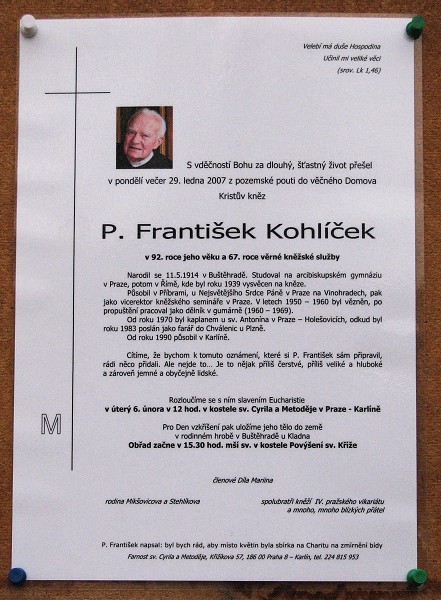 Velebí má duše Hospodina
Učinil mi veliké věci
(srov. Lk 1,46)
S vděčností Bohu za dlouhý, šťastný život přešel
v pondělí večer 29. ledna 2007 z pozemské pouti do věčného Domova
Kristův kněz
P. František Kohlíček
v 92. roce jeho věku a 67. roce věrné kněžské služby
Narodil se 11.5.1914 v Buštěhradě. Studoval na arcibiskupském gymnáziu
v Praze, potom v Římě, kde byl roku 1939 vysvěcen na kněze.
Působil v Příbrami, u Nejsvětějšího Srdce Páně v Praze na Vinohradech, pak
jako vicerektor kněžského semináře v Praze. V letech 1950 – 1960 byl vězněn, po
propuštění pracoval jako dělník v gumárně (1960 – 1969).
Od roku 1970 byl kaplanem u sv. Antonína v Praze – Holešovicích, odkud byl
roku 1983 poslán jako farář do Chválenic u Plzně.
Od roku 1990 působil v Karlíně.
Cítíme, že bychom k tomuto oznámení, které si P. František sám připravil,
rádi něco přidali. Ale nejde to... Je to nějak příliš čerstvé, příliš veliké a hluboké
a zároveň jemné a obyčejně lidské.
Rozloučíme se s ním slavením Eucharistie
v úterý 6. února v 12 hod. v kostele sv. Cyrila a Metoděje v Praze - Karlíně
Pro Den vzkříšení pak uložíme jeho tělo do země
v rodinném hrobě v Buštěhradě u Kladna
Obřad začne v 15.30 hod. mší sv. v kostele Povýšení sv. Kříže
M
členové Díla Mariina
rodina Mikšovicova a Stehlíkova
spolubratři kněží IV. pražského vikariátu
a mnoho, mnoho blízkých přátel
P. František napsal: byl bych rád, aby místo květin byla sbírka na Charitu na zmírnění bídy
Farnost sv. Cyrila a Metoděje, Křižíkova 57, 186 00 Praha 8 – Karlín, tel. 224 815 953